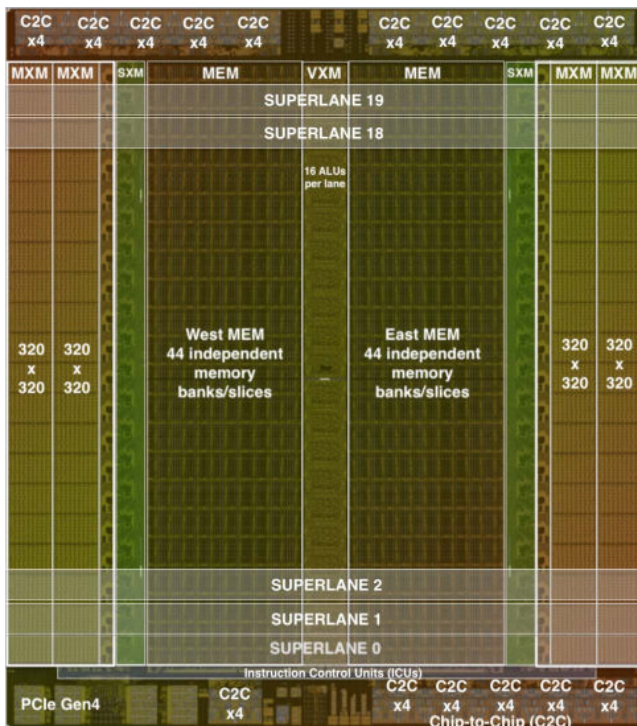 C2C C2C C2C C2C C2C
x4 x4 x4 x4 x4
C2C C2C C2C C2C C2C C2C
x4 x4 x4 x4 x4 x4
MXM MXM SXM MEM VXM MEM SXM MXM MXM
SUPERLANE 19
SUPERLANE 18
16 ALUs
per lane
320 320
x x
320 320
West MEM
44 independent
memory
banks/slices
East MEM
44 independent
memory
banks/slices
320 320
x x
320 320
SUPERLANE 2
SUPERLANE 1
SUPERLANE 0
Instruction Control Units (ICUs)
PCIe Gen4
C2C
x4
C2C C2C C2C C2C C2C
x4 x4 x4 x4 x4
Chip-to-Chip (C2C)